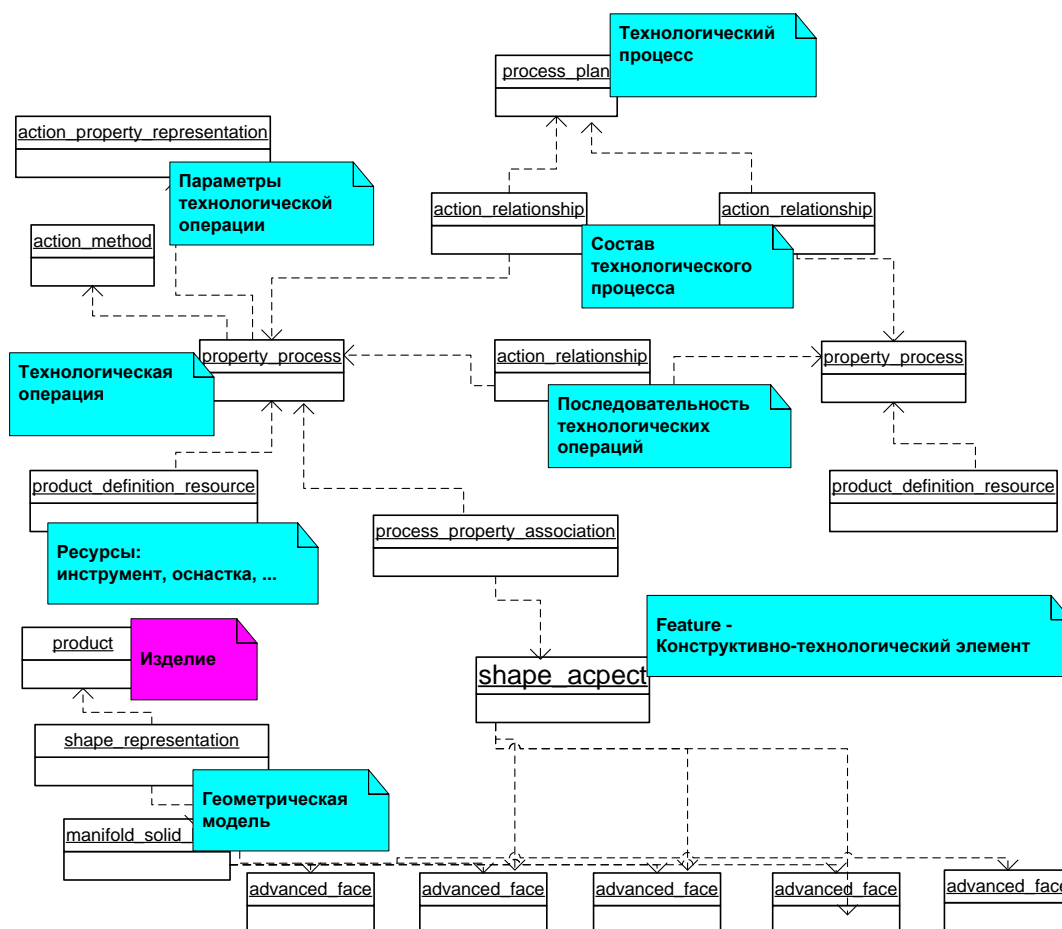 Технологический
процесс
process_plan
action_property_representation
Параметры
технологической
операции
action_relationship
action_relationship
action_method
Состав
технологического
процесса
property_process
action_relationship
property_process
Технологическая
операция
Последовательность
технологических
операций
product_definition_resource
product_definition_resource
process_property_association
Ресурсы:
инструмент, оснастка, ...
product
Изделие
Feature -
Конструктивно-технологический элемент
shape_acpect
shape_representation
Геометрическая
модель
manifold_solid_
advanced_face
advanced_face
advanced_face
advanced_face
advanced_face